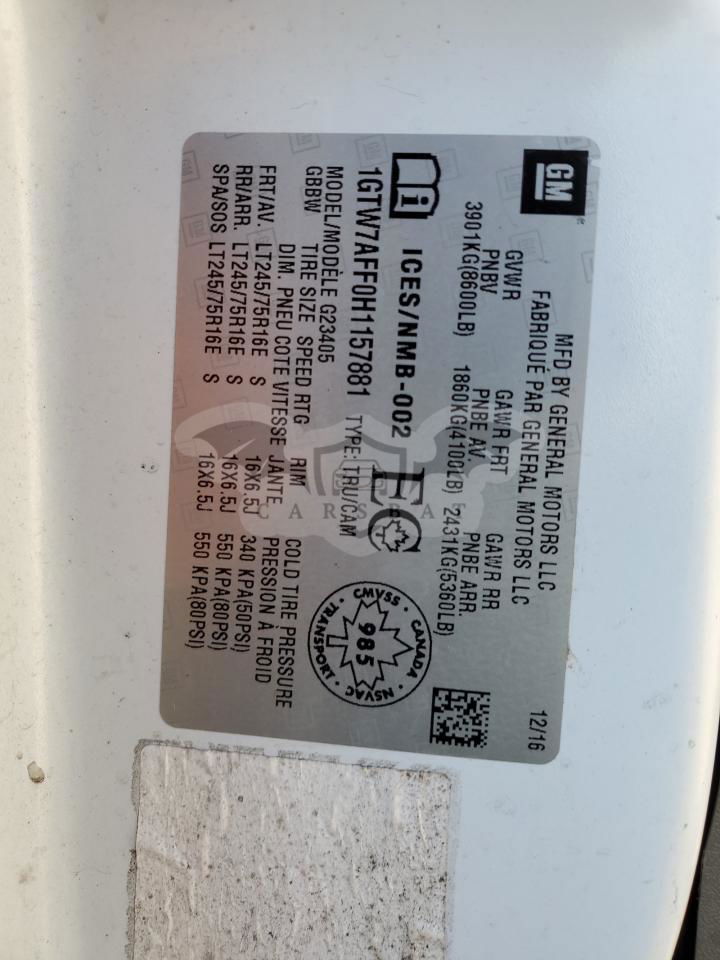 GM
MFD BY GENERAL MOTORS LLC 12/16
FABRIQUÉ PAR GENERAL MOTORS LLC
GVWR GAWR FRT GAWR RR
PNBV PNBE AV. PNBE ARR.
3901KG(8600LB) 1860KG(4100LB) 2431KG(5360LB)
ICES/NMB-002
CMVSS · CANADA · NSVAC · TRANSPORT ·
985
1GTW7AFF0H1157881 TYPE: TRU/CAM
MODEL/MODÈLE G23405
GBBW TIRE SIZE SPEED RTG RIM COLD TIRE PRESSURE
DIM. PNEU COTE VITESSE JANTE PRESSION À FROID
FRT/AV. LT245/75R16E S 16X6.5J 340 KPA(50PSI)
RR/ARR. LT245/75R16E S 16X6.5J 550 KPA(80PSI)
SPA/SOS LT245/75R16E S 16X6.5J 550 KPA(80PSI)